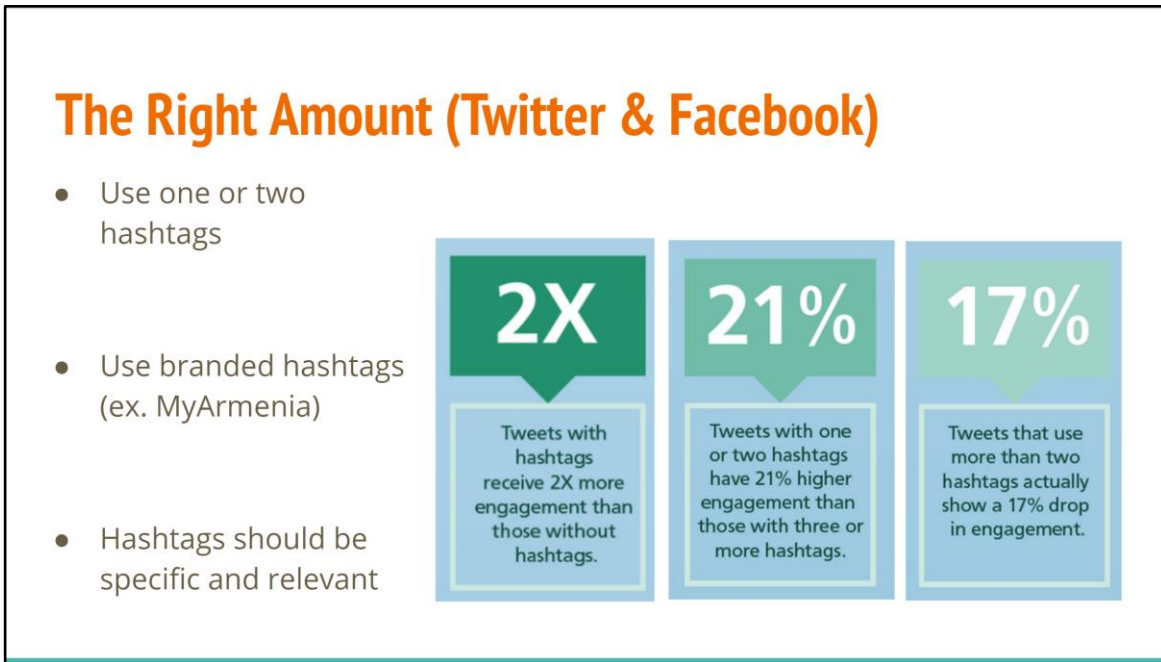 The Right Amount (Twitter & Facebook)
● Use one or two
hashtags
● Use branded hashtags
(ex. MyArmenia)
● Hashtags should be
specific and relevant
2X
Tweets with
hashtags
receive 2X more
engagement than
those without
hashtags.
21%
Tweets with one
or two hashtags
have 21% higher
engagement than
those with three or
more hashtags.
17%
Tweets that use
more than two
hashtags actually
show a 17% drop
in engagement.